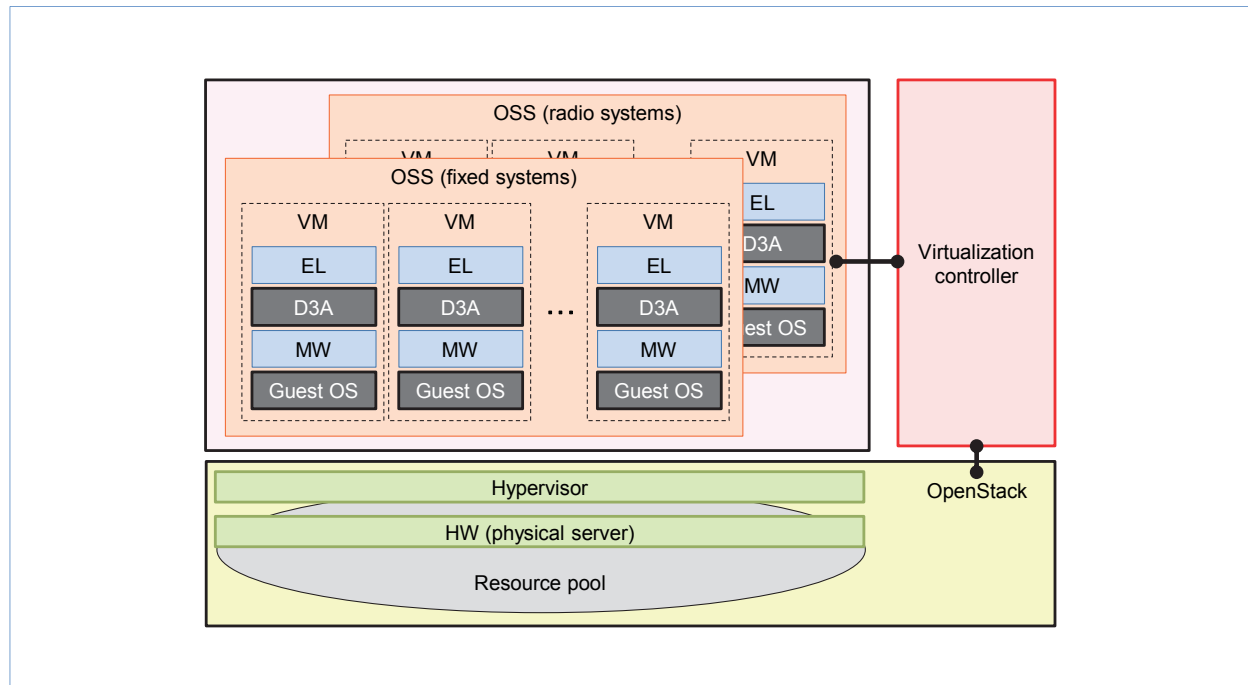 OSS (radio systems)
VM
VM
VM
EL
D3A
MW
Guest OS
OSS (fixed systems)
VM
VM
VM
EL
EL
EL
D3A
D3A
...
D3A
MW
MW
MW
Guest OS
Guest OS
Guest OS
Virtualization
controller
Hypervisor
OpenStack
HW (physical server)
Resource pool